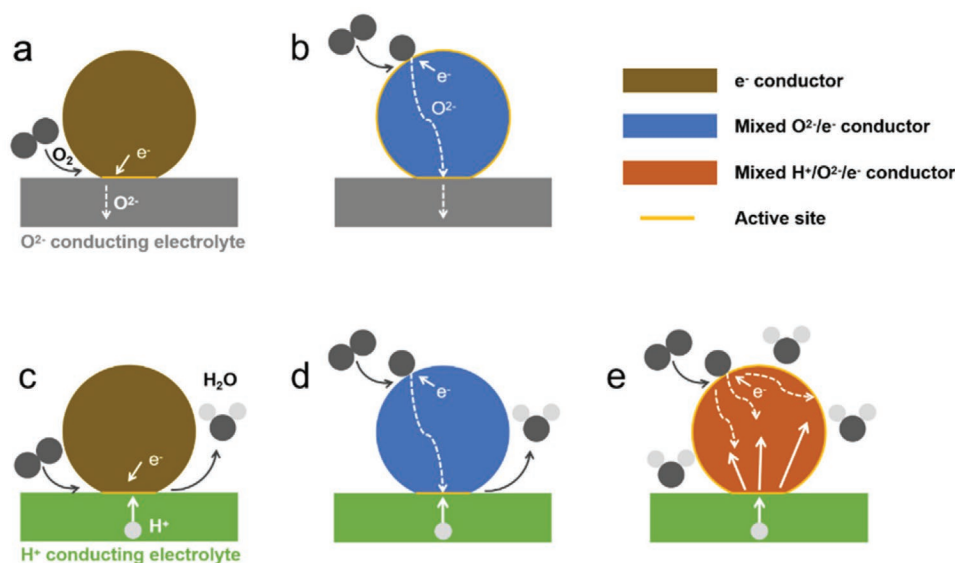 a
b
e⁻
O²⁻
O₂
e⁻
O²⁻
O²⁻ conducting electrolyte
e⁻ conductor
Mixed O²⁻/e⁻ conductor
Mixed H⁺/O²⁻/e⁻ conductor
Active site
c
H₂O
e⁻
H⁺
H⁺ conducting electrolyte
d
e⁻
e
e⁻